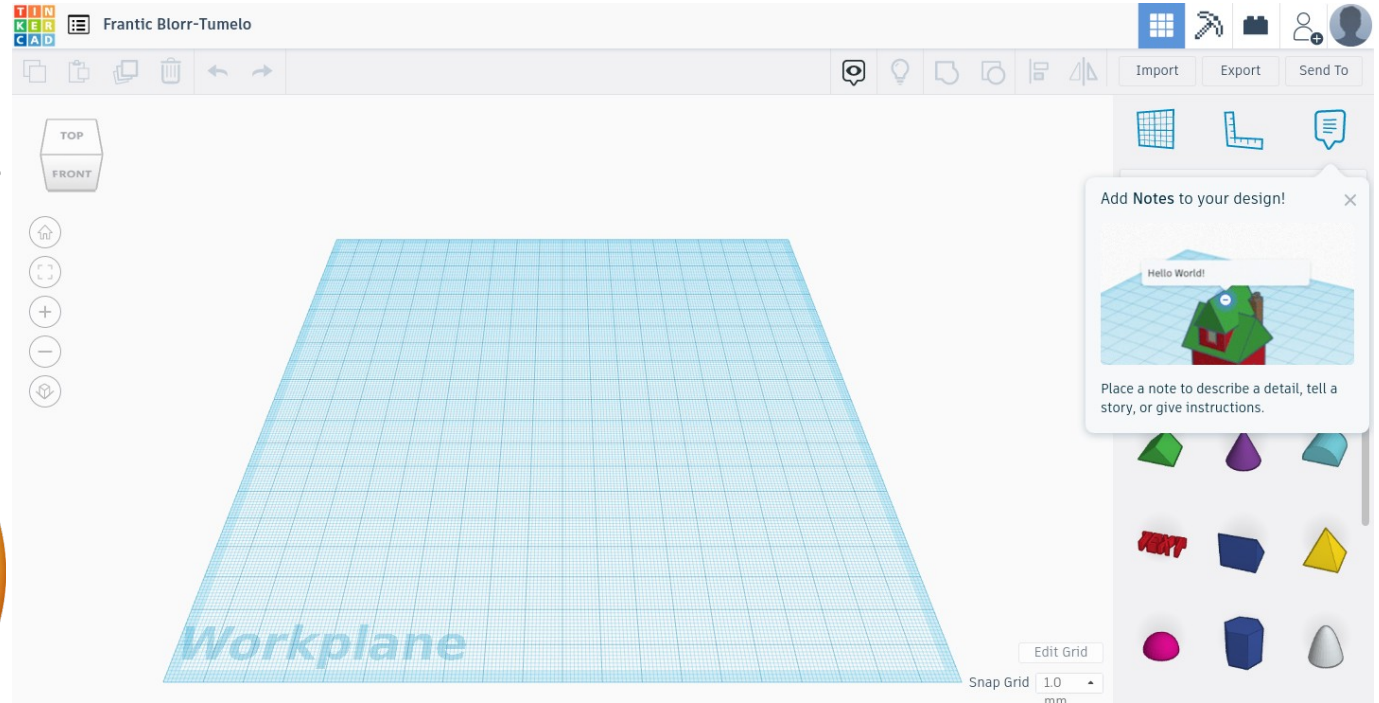 TIN
KER
CAD
Frantic Blorr-Tumelo
Import
Export
Send To
TOP
FRONT
Add Notes to your design!
Hello World!
Place a note to describe a detail, tell a
story, or give instructions.
TEXT
Workplane
Edit Grid
Snap Grid 1.0
mm